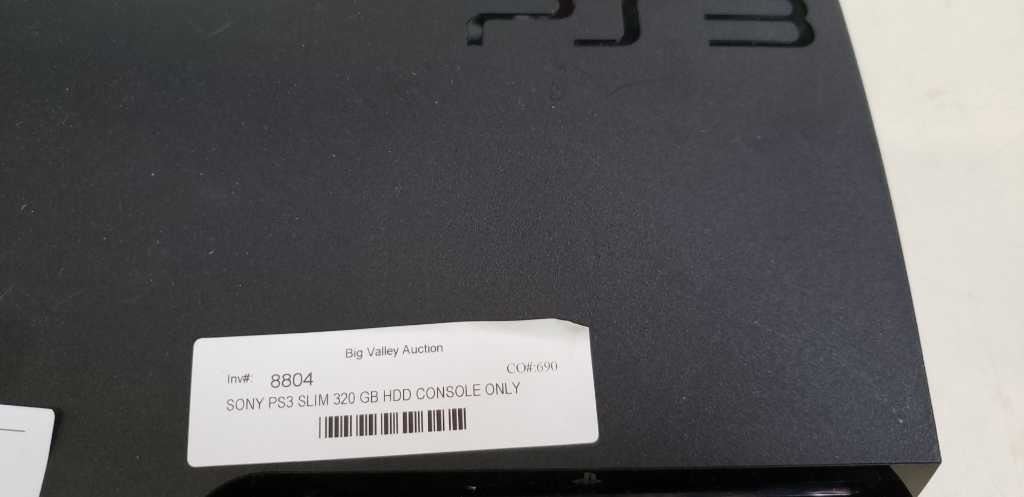 PS3
Big Valley Auction
Inv#: 8804 CO#:690
SONY PS3 SLIM 320 GB HDD CONSOLE ONLY